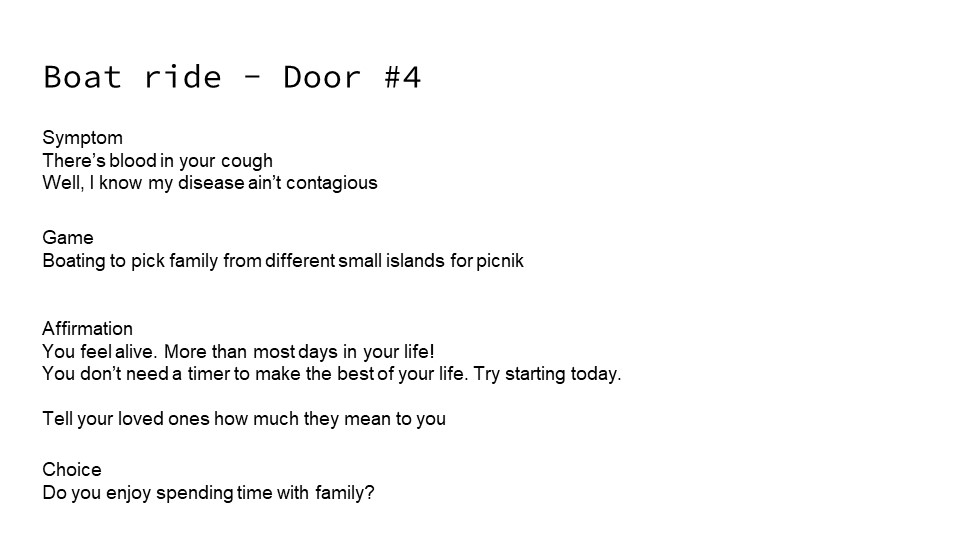 Boat ride – Door #4
Symptom
There’s blood in your cough
Well, I know my disease ain’t contagious
Game
Boating to pick family from different small islands for picnik
Affirmation
You feel alive. More than most days in your life!
You don’t need a timer to make the best of your life. Try starting today.
Tell your loved ones how much they mean to you
Choice
Do you enjoy spending time with family?